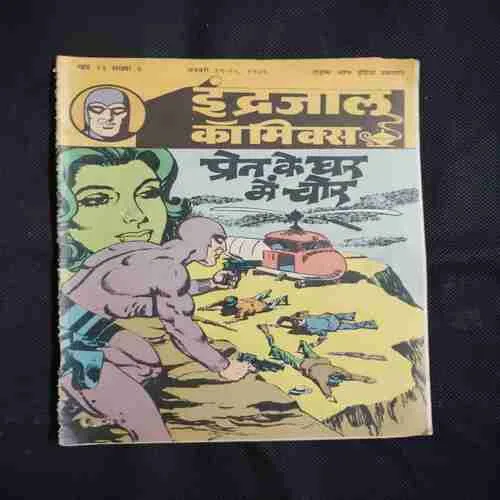 इंद्रजाल
कॉमिक्स
प्रेत के घर
में चोर